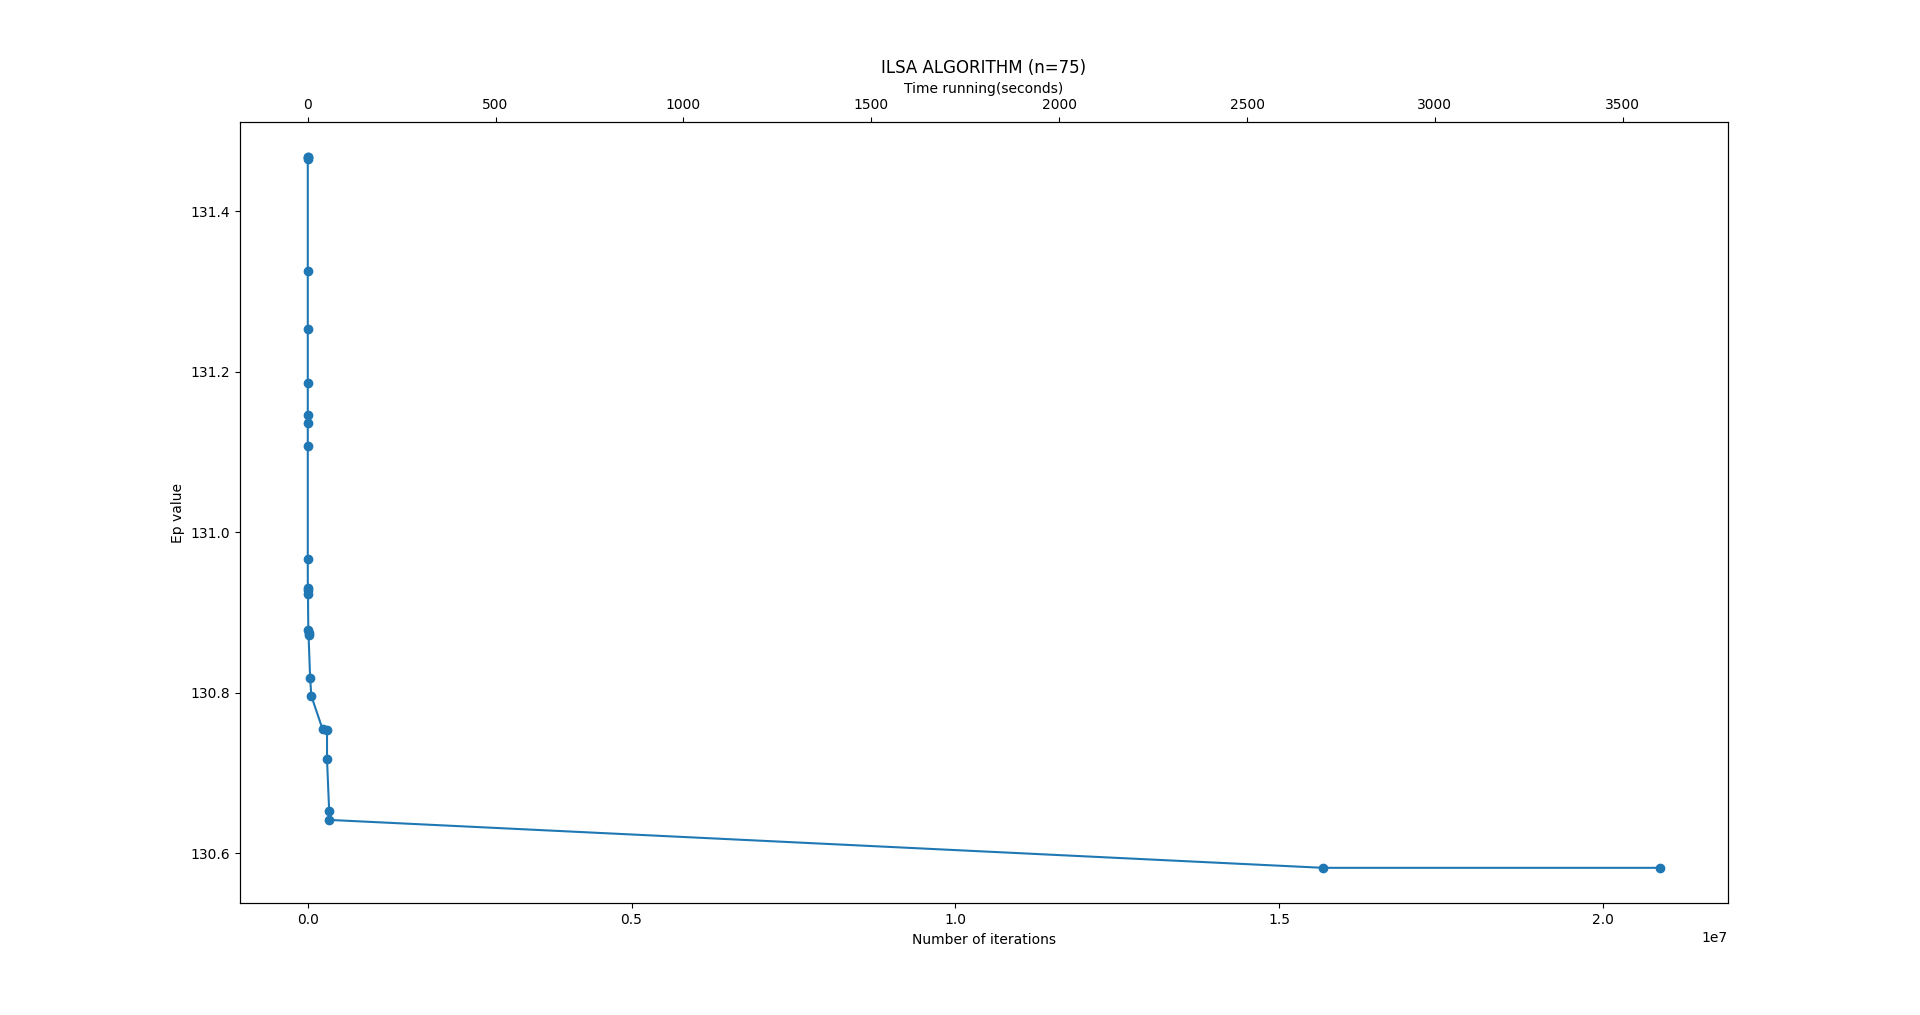 ILSA ALGORITHM (n=75)
Time running(seconds)
0 500 1000 1500 2000 2500 3000 3500
131.4
131.2
131.0
130.8
130.6
Ep value
0.0 0.5 1.0 1.5 2.0
1e7
Number of iterations